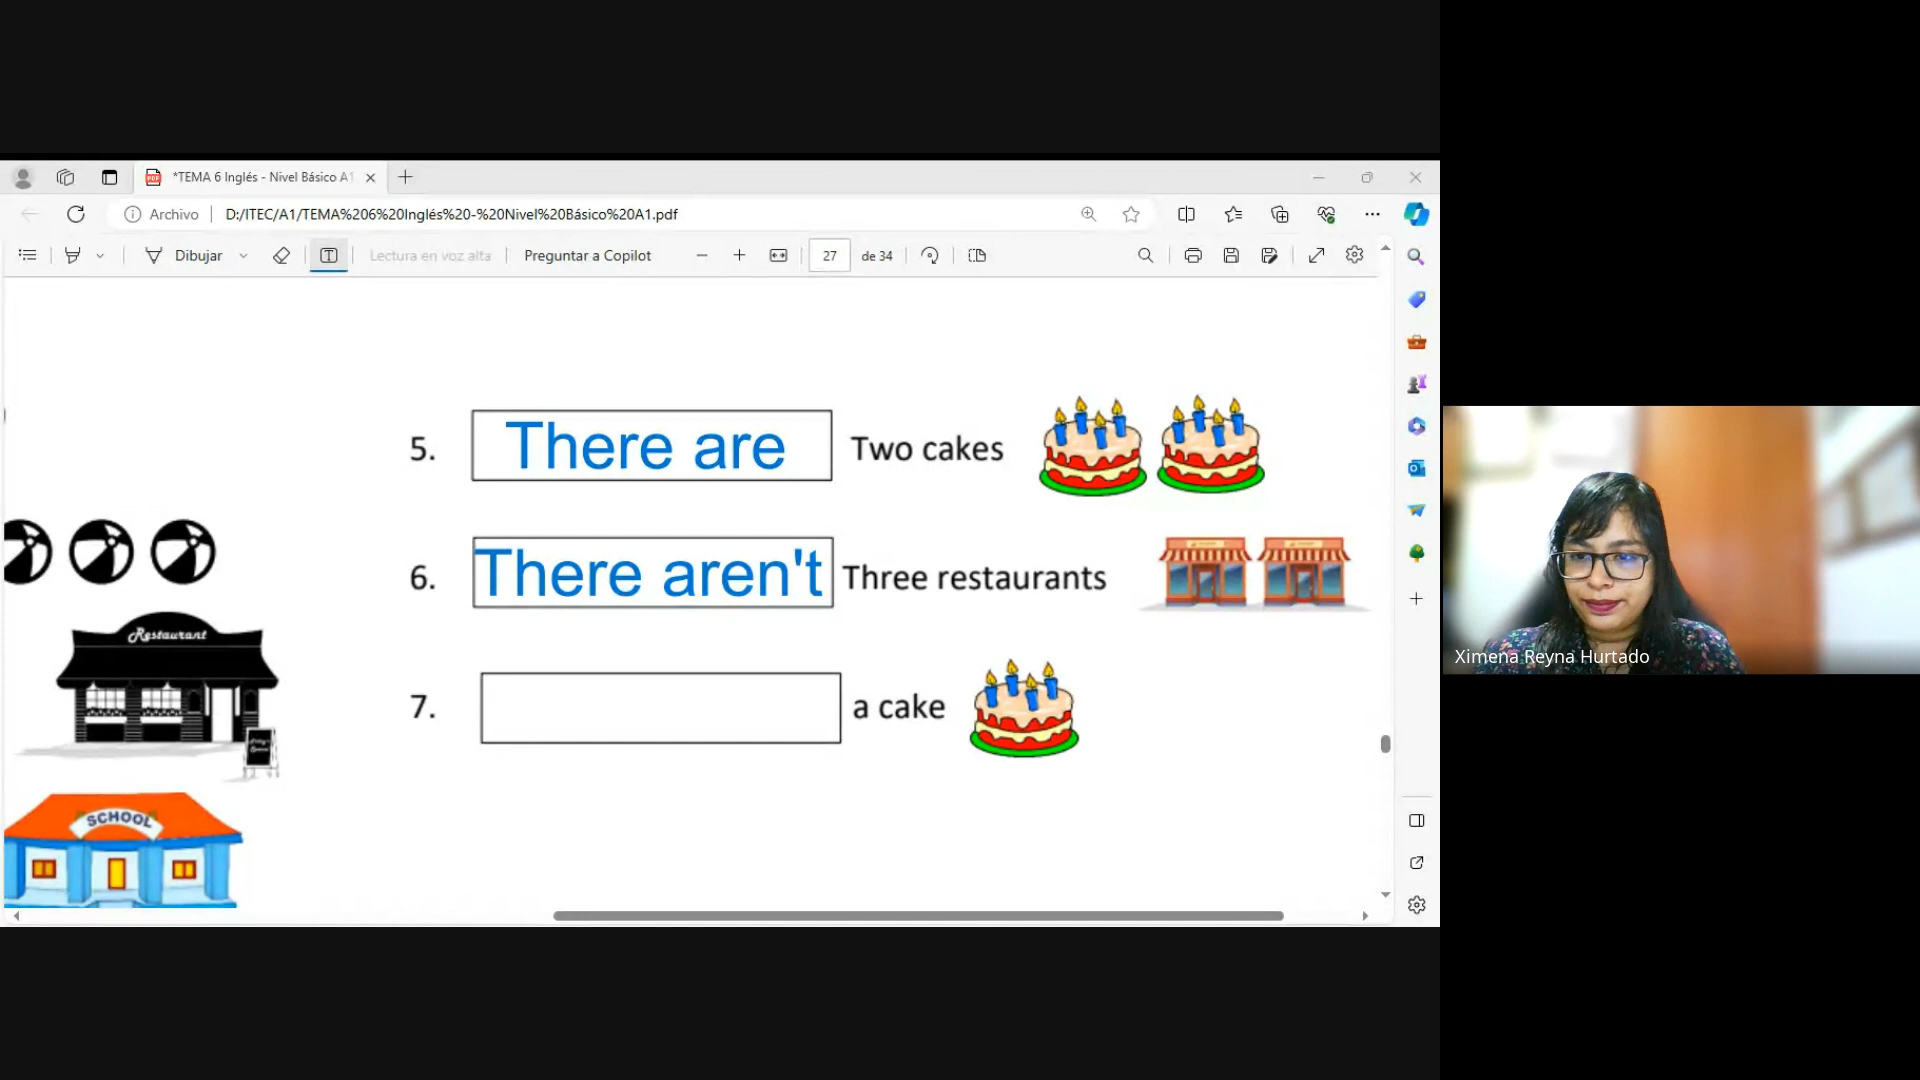 *TEMA 6 Inglés - Nivel Básico A1
Archivo
D:/ITEC/A1/TEMA%206%20Inglés%20-%20Nivel%20Básico%20A1.pdf
Dibujar
Lectura en voz alta
Preguntar a Copilot
27
de 34
5. There are Two cakes
6. There aren't Three restaurants
7. a cake
Restaurant
SCHOOL
Ximena Reyna Hurtado